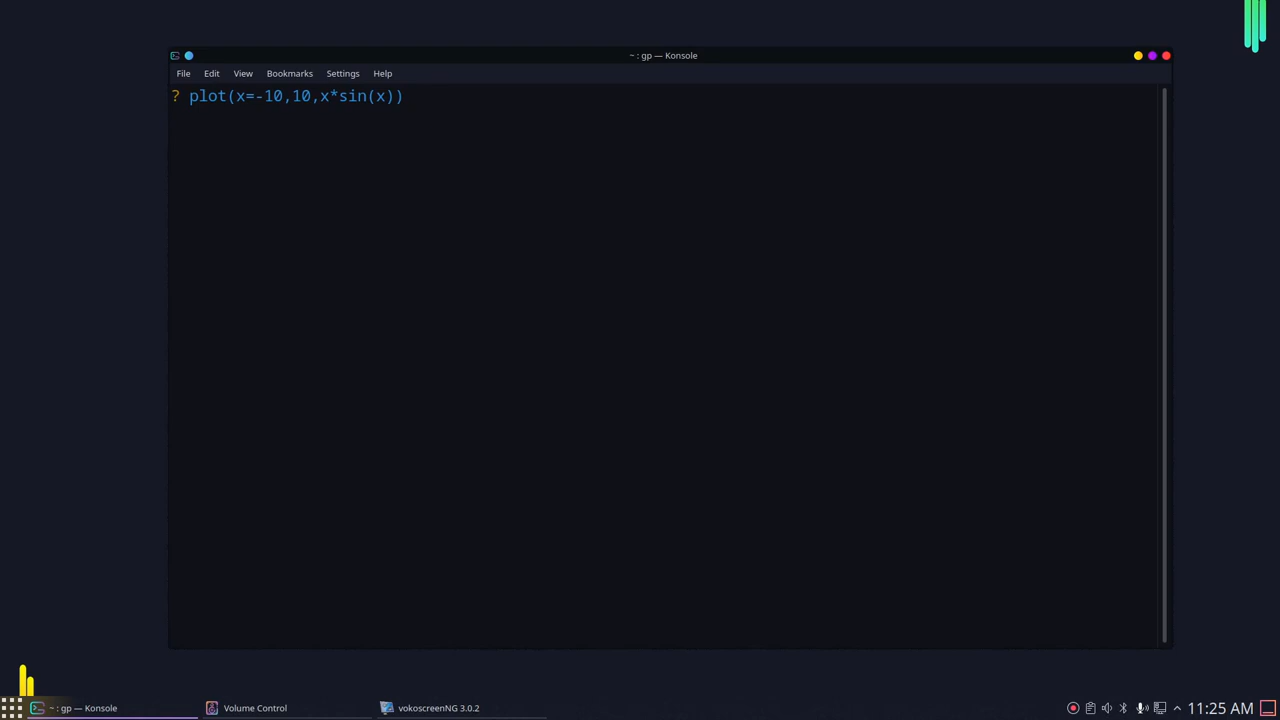 ~ : gp — Konsole
File Edit View Bookmarks Settings Help
? plot(x=-10,10,x*sin(x))
~ : gp — Konsole Volume Control vokoscreenNG 3.0.2 11:25 AM